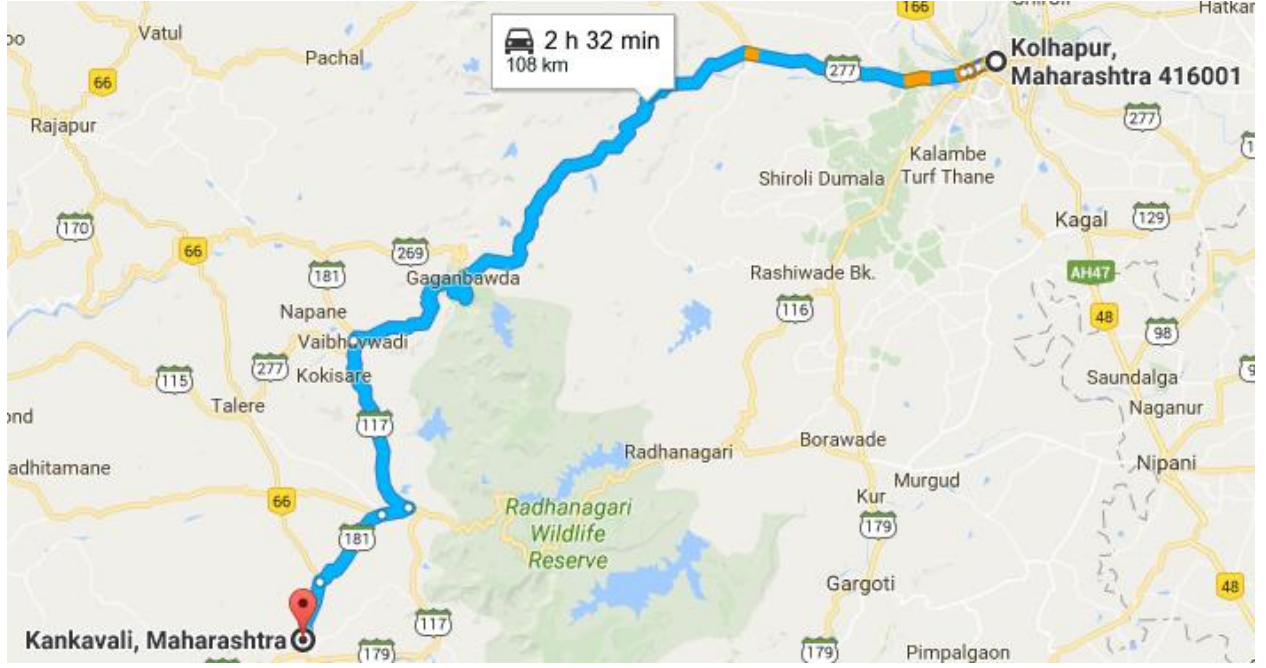 Vatul
166
Shiroli
Hatkar
2 h 32 min
108 km
Pachal
66
277
Kolhapur,
Maharashtra 416001
Rajapur
277
Kalambe
Turf Thane
Shiroli Dumala
170
66
269
Kagal
129
181
Gaganbawda
Rashiwade Bk.
AH47
Napane
116
48
98
Vaibhavwadi
277
Kokisare
115
Saundalga
Talere
Naganur
117
ond
Borawade
Radhanagari
adhitamane
Nipani
Murgud
66
Kur
Radhanagari
Wildlife
Reserve
179
181
Gargoti
48
117
Kankavali, Maharashtra
179
179
Pimpalgaon